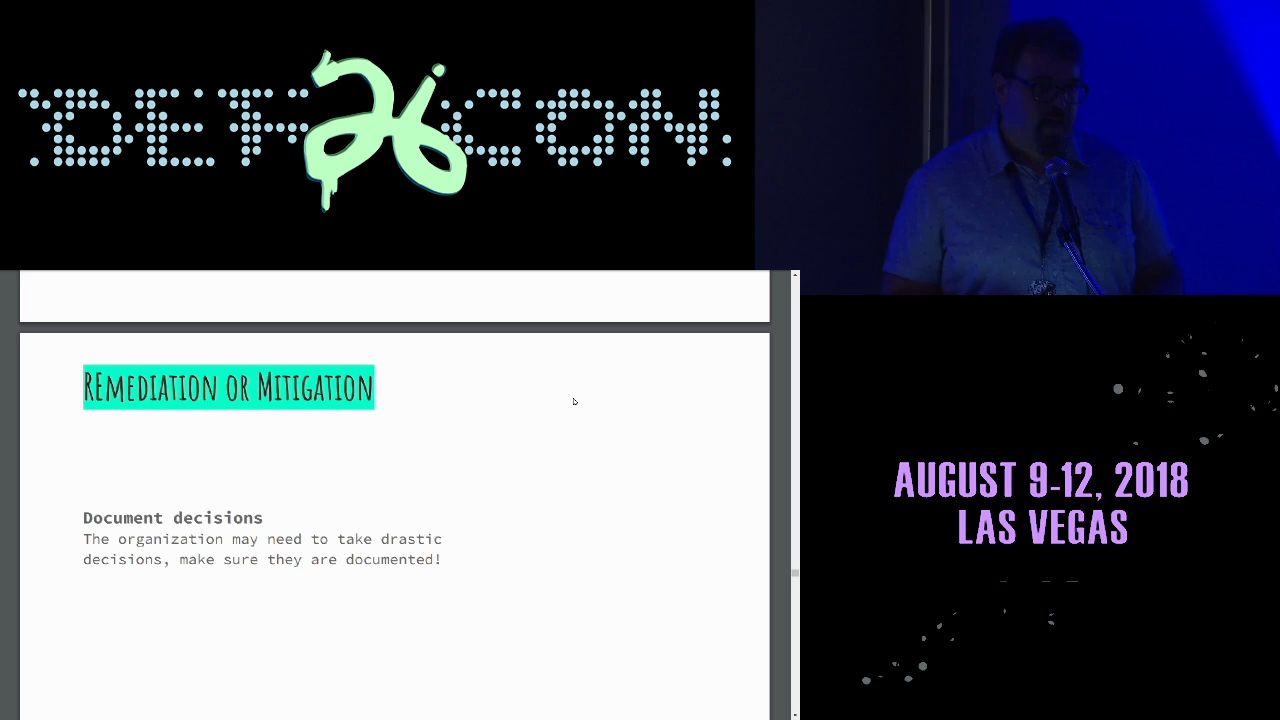 DEF 26 CON
REmediation or Mitigation
Document decisions
The organization may need to take drastic
decisions, make sure they are documented!
AUGUST 9-12, 2018
LAS VEGAS